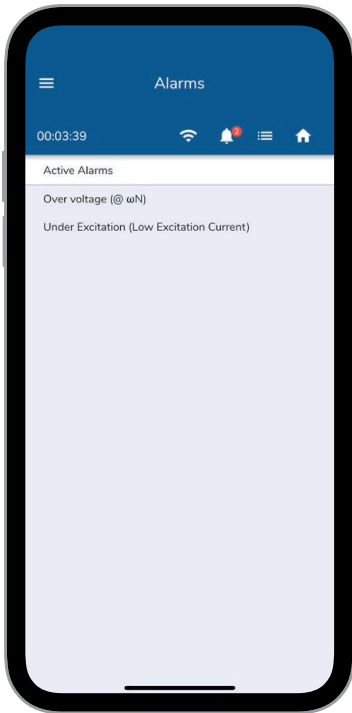 Alarms
00:03:39
2
Active Alarms
Over voltage (@ ωN)
Under Excitation (Low Excitation Current)